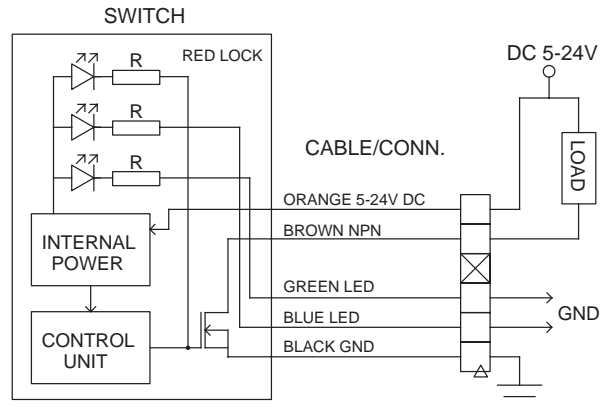 SWITCH
RED LOCK
R
R
R
DC 5-24V
LOAD
CABLE/CONN.
ORANGE 5-24V DC
BROWN NPN
INTERNAL
POWER
GREEN LED
BLUE LED
GND
CONTROL
UNIT
BLACK GND